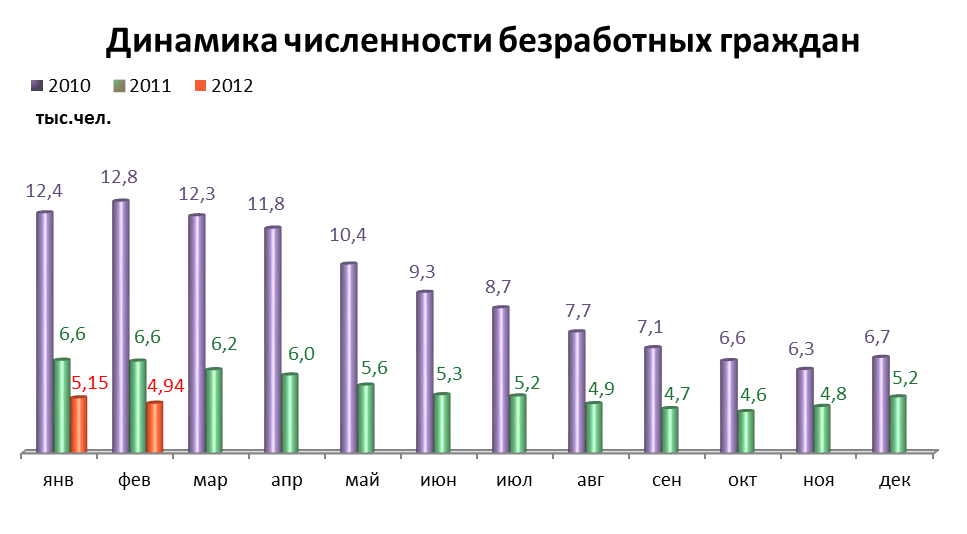 Динамика численности безработных граждан
2010 2011 2012
тыс.чел.
12,4 12,8 12,3 11,8 10,4 9,3 8,7 7,7 7,1 6,6 6,3 6,7
6,6 6,6 6,2 6,0 5,6 5,3 5,2 4,9 4,7 4,6 4,8 5,2
5,15 4,94
янв фев мар апр май июн июл авг сен окт ноя дек